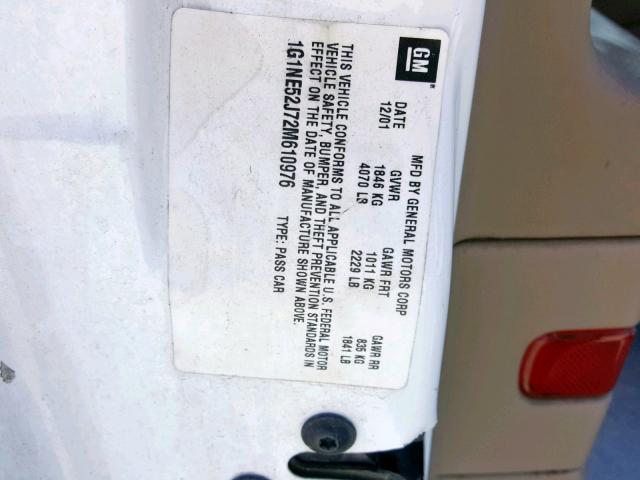 GM
MFD BY GENERAL MOTORS CORP
DATE GVWR GAWR FRT GAWR RR
12/01 1846 KG 1011 KG 835 KG
4070 LB 2229 LB 1841 LB
THIS VEHICLE CONFORMS TO ALL APPLICABLE U.S. FEDERAL MOTOR
VEHICLE SAFETY, BUMPER, AND THEFT PREVENTION STANDARDS IN
EFFECT ON THE DATE OF MANUFACTURE SHOWN ABOVE.
1G1NE52J72M610976 TYPE: PASS CAR